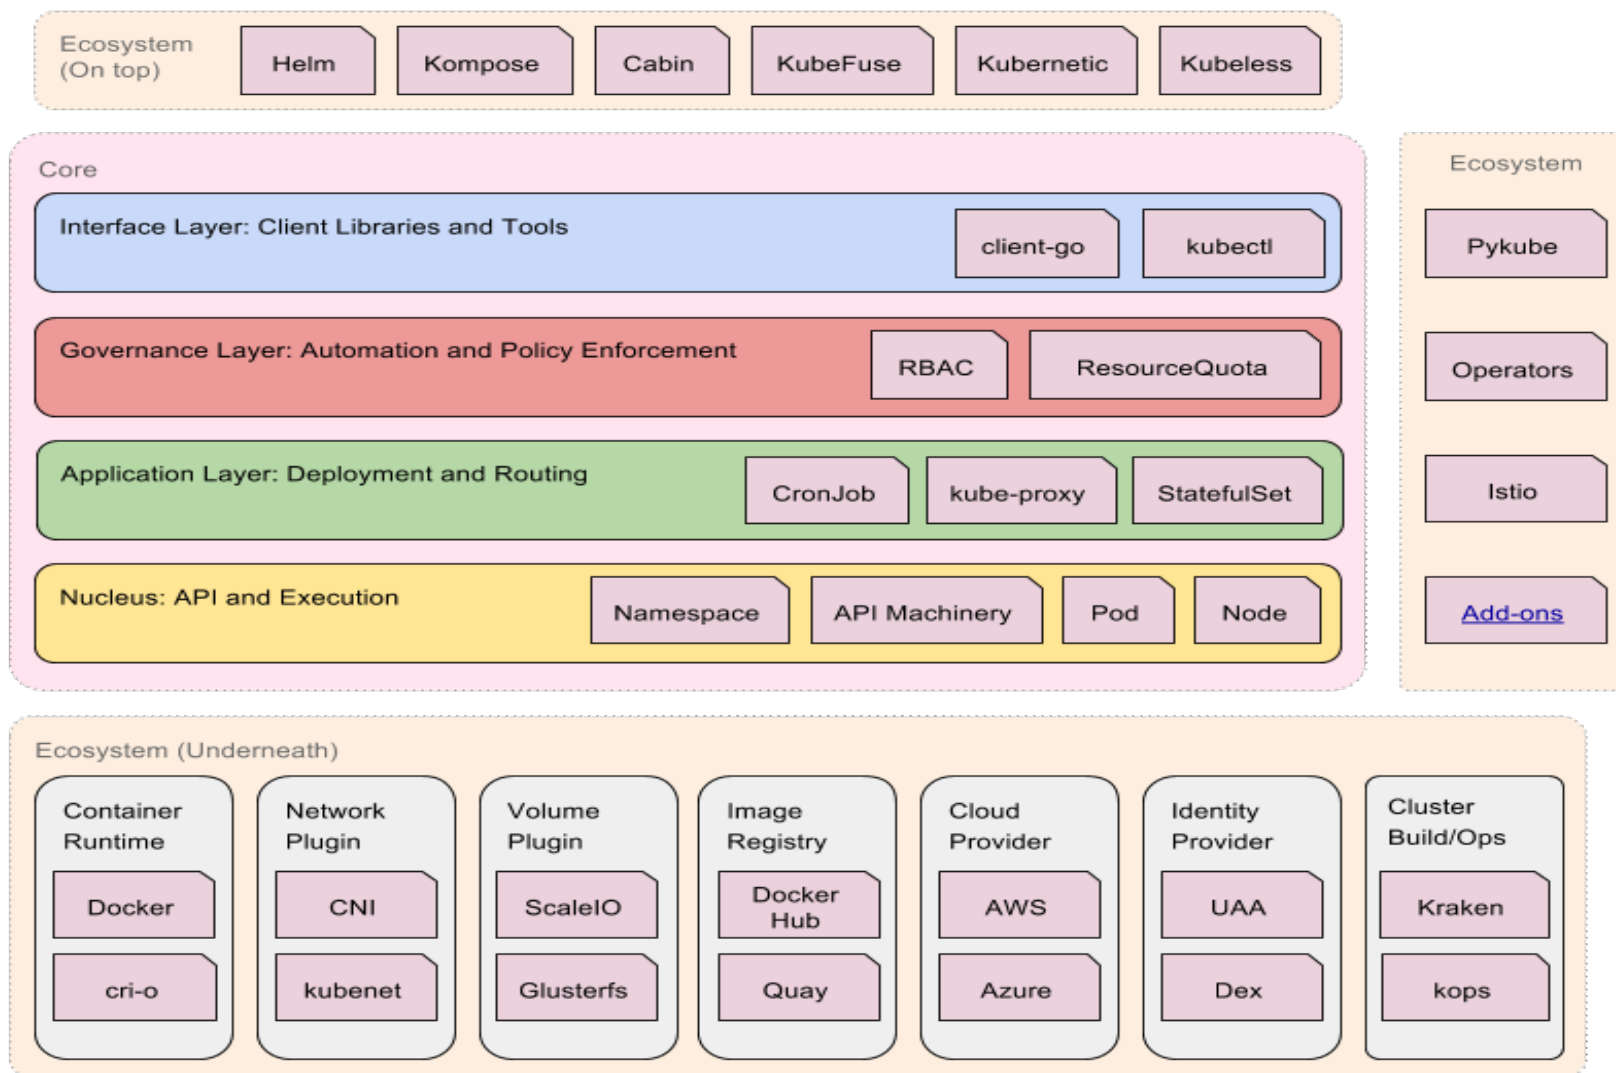 Ecosystem
(On top)
Helm
Kompose
Cabin
KubeFuse
Kubernetic
Kubeless
Core
Interface Layer: Client Libraries and Tools
client-go
kubectl
Governance Layer: Automation and Policy Enforcement
RBAC
ResourceQuota
Application Layer: Deployment and Routing
CronJob
kube-proxy
StatefulSet
Nucleus: API and Execution
Namespace
API Machinery
Pod
Node
Ecosystem
Pykube
Operators
Istio
Add-ons
Ecosystem (Underneath)
Container
Runtime
Docker
cri-o
Network
Plugin
CNI
kubenet
Volume
Plugin
ScaleIO
Glusterfs
Image
Registry
Docker
Hub
Quay
Cloud
Provider
AWS
Azure
Identity
Provider
UAA
Dex
Cluster
Build/Ops
Kraken
kops